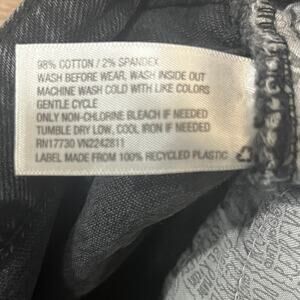 98% COTTON / 2% SPANDEX
WASH BEFORE WEAR, WASH INSIDE OUT
MACHINE WASH COLD WITH LIKE COLORS
GENTLE CYCLE
ONLY NON-CHLORINE BLEACH IF NEEDED
TUMBLE DRY LOW, COOL IRON IF NEEDED
RN17730 VN2242811
LABEL MADE FROM 100% RECYCLED PLASTIC